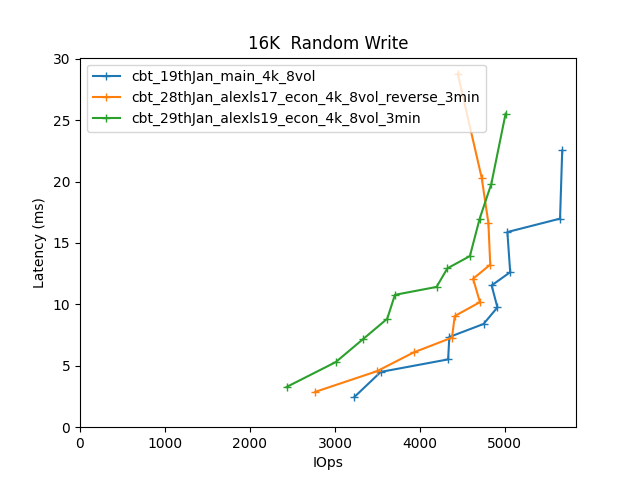 16K  Random Write
cbt_19thJan_main_4k_8vol
cbt_28thJan_alexls17_econ_4k_8vol_reverse_3min
cbt_29thJan_alexls19_econ_4k_8vol_3min
30
25
20
15
10
5
0
Latency (ms)
0 1000 2000 3000 4000 5000
IOps